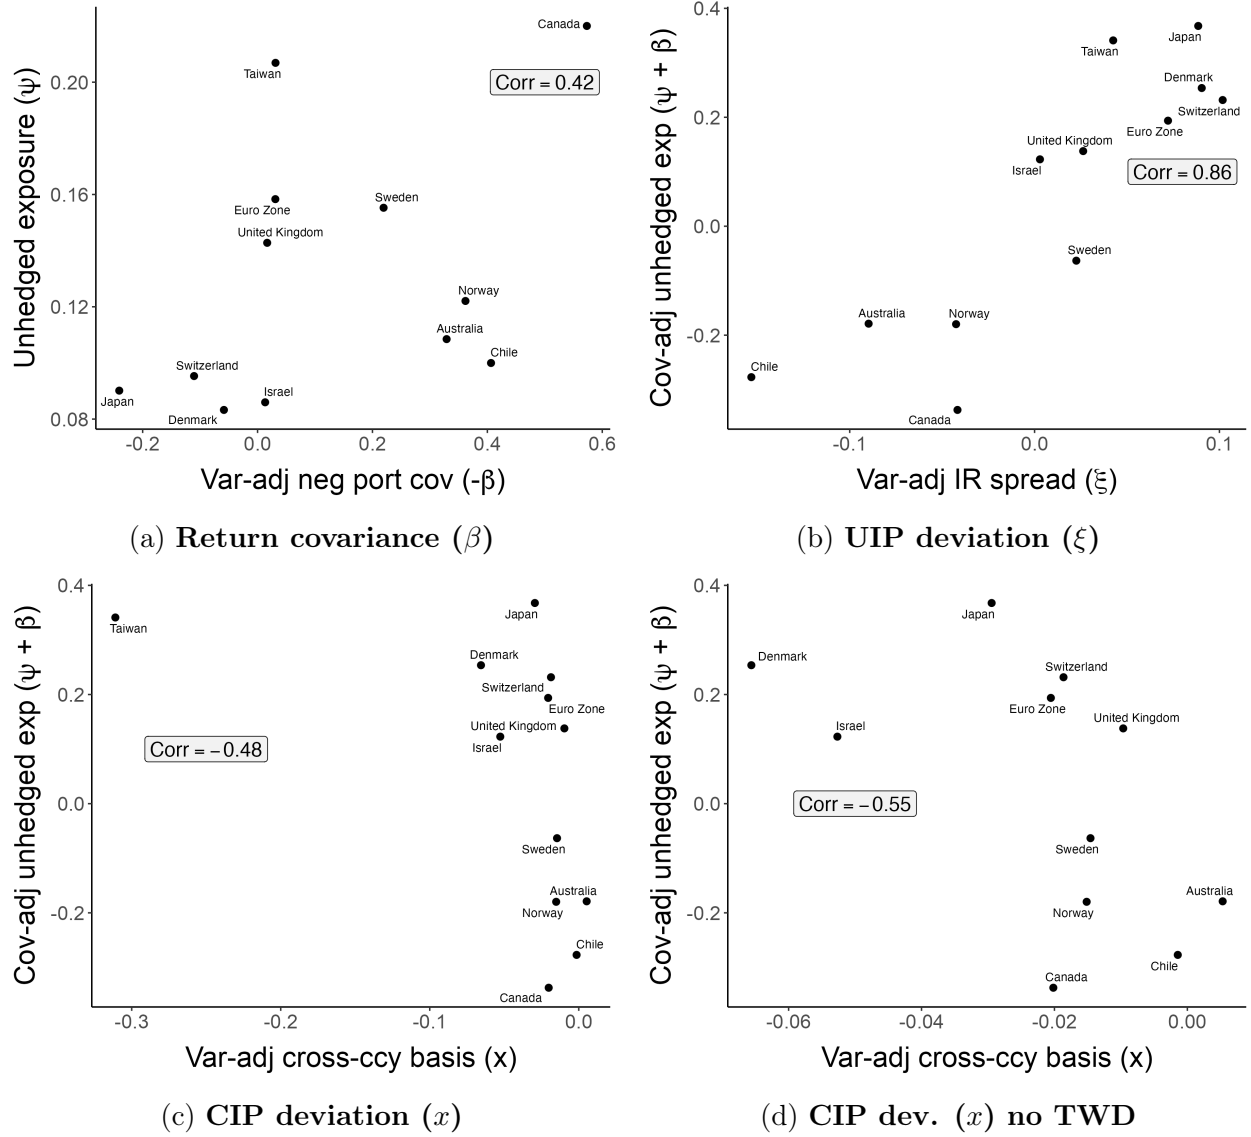 Unhedged exposure (ψ)
0.20
0.16
0.12
0.08
Canada
Taiwan
Corr = 0.42
Euro Zone
Sweden
United Kingdom
Norway
Australia
Chile
Switzerland
Japan
Israel
Denmark
-0.2
0.0
0.2
0.4
0.6
Var-adj neg port cov (-β)
(a) Return covariance (β)
Cov-adj unhedged exp (ψ + β)
0.4
0.2
0.0
-0.2
Japan
Taiwan
Denmark
Switzerland
Euro Zone
United Kingdom
Israel
Corr = 0.86
Sweden
Australia
Norway
Chile
Canada
-0.1
0.0
0.1
Var-adj IR spread (ξ)
(b) UIP deviation (ξ)
Cov-adj unhedged exp (ψ + β)
0.4
0.2
0.0
-0.2
Japan
Taiwan
Denmark
Switzerland
Euro Zone
United Kingdom
Israel
Corr = −0.48
Sweden
Australia
Norway
Chile
Canada
-0.3
-0.2
-0.1
0.0
Var-adj cross-ccy basis (x)
(c) CIP deviation (x)
Cov-adj unhedged exp (ψ + β)
0.4
0.2
0.0
-0.2
Japan
Denmark
Switzerland
Euro Zone
United Kingdom
Israel
Corr = −0.55
Sweden
Australia
Norway
Chile
Canada
-0.06
-0.04
-0.02
0.00
Var-adj cross-ccy basis (x)
(d) CIP dev. (x) no TWD